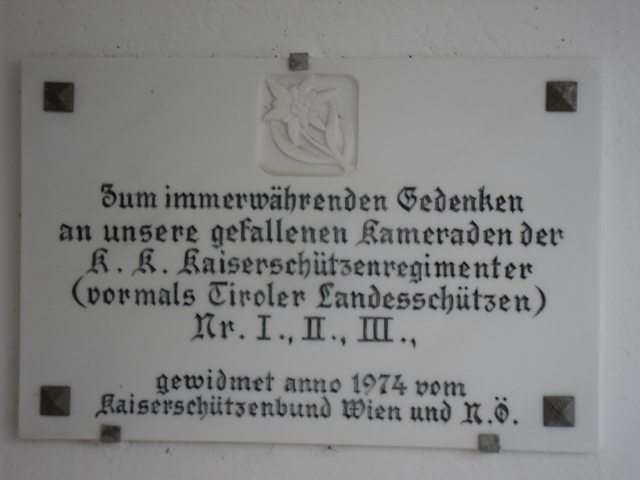 Zum immerwährenden Gedenken
an unsere gefallenen Kameraden der
K. K. Kaiserschützenregimenter
(vormals Tiroler Landesschützen)
Nr. I., II., III.,
gewidmet anno 1974 vom
Kaiserschützenbund Wien und N.Ö.